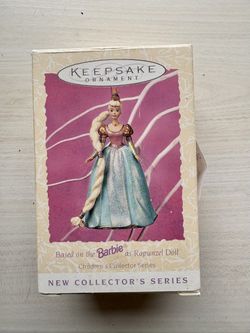 KEEPSAKE
ORNAMENT
Based on the Barbie as Rapunzel Doll
Children's Collector Series
NEW COLLECTOR'S SERIES